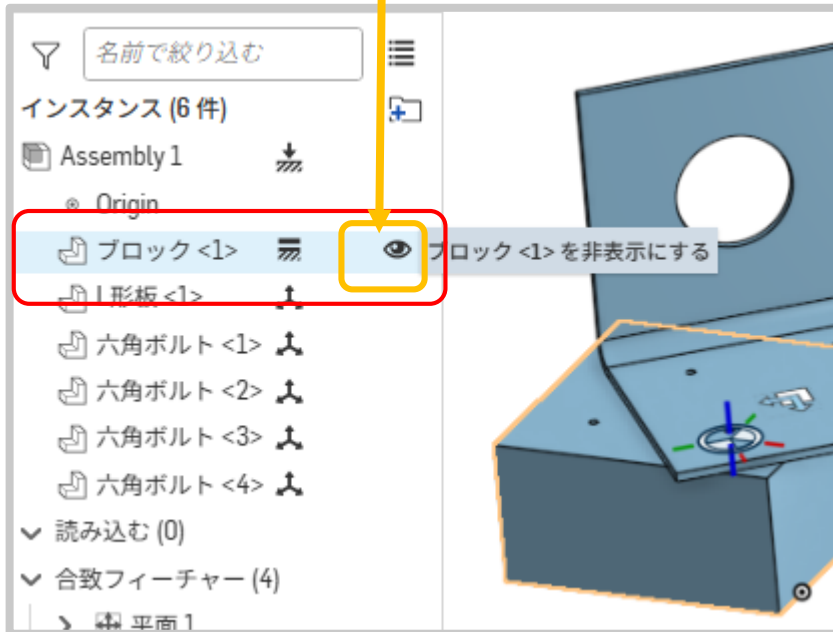 名前で絞り込む
インスタンス (6 件)
Assembly 1
Origin
ブロック <1>
ブロック <1> を非表示にする
L 形板 <1>
六角ボルト <1>
六角ボルト <2>
六角ボルト <3>
六角ボルト <4>
読み込む (0)
合致フィーチャー (4)
平面 1